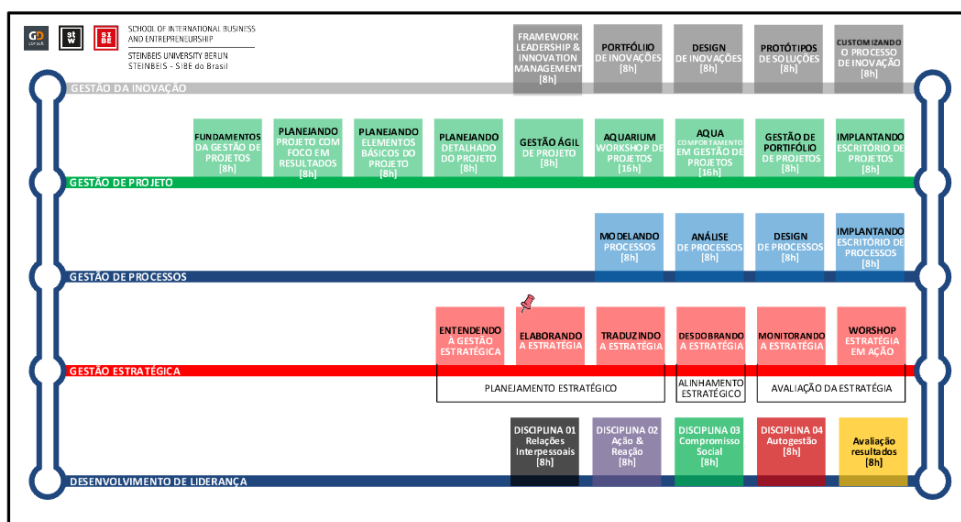 GD
consult
STW
SIBE
SCHOOL OF INTERNATIONAL BUSINESS
AND ENTREPRENEURSHIP
STEINBEIS UNIVERSITY BERLIN
STEINBEIS – SIBE do Brasil
FRAMEWORK
LEADERSHIP &
INNOVATION
MANAGEMENT
[8h]
PORTFÓLIO
DE INOVAÇÕES
[8h]
DESIGN
DE INOVAÇÕES
[8h]
PROTÓTIPOS
DE SOLUÇÕES
[8h]
CUSTOMIZANDO
O PROCESSO
DE INOVAÇÃO
[8h]
GESTÃO DA INOVAÇÃO
FUNDAMENTOS
DA GESTÃO DE
PROJETOS
[8h]
PLANEJANDO
PROJETO COM
FOCO EM
RESULTADOS
[8h]
PLANEJANDO
ELEMENTOS
BÁSICOS DO
PROJETO
[8h]
PLANEJANDO
DETALHADO
DO PROJETO
[8h]
GESTÃO ÁGIL
DE PROJETO
[8h]
AQUARIUM
WORKSHOP DE
PROJETOS
[16h]
AQUA
COMPORTAMENTO
EM GESTÃO DE
PROJETOS
[16h]
GESTÃO DE
PORTIFÓLIO
DE PROJETOS
[8h]
IMPLANTANDO
ESCRITÓRIO DE
PROJETOS
[8h]
GESTÃO DE PROJETO
MODELANDO
PROCESSOS
[8h]
ANÁLISE
DE PROCESSOS
[8h]
DESIGN
DE PROCESSOS
[8h]
IMPLANTANDO
ESCRITÓRIO DE
PROCESSOS
[8h]
GESTÃO DE PROCESSOS
ENTENDENDO
À GESTÃO
ESTRATÉGICA
ELABORANDO
A ESTRATÉGIA
TRADUZINDO
A ESTRATÉGIA
DESDOBRANDO
A ESTRATÉGIA
MONITORANDO
A ESTRATÉGIA
WORSHOP
ESTRATÉGIA
EM AÇÃO
GESTÃO ESTRATÉGICA
PLANEJAMENTO ESTRATÉGICO
ALINHAMENTO
ESTRATÉGICO
AVALIAÇÃO DA ESTRATÉGIA
DISCIPLINA 01
Relações
Interpessoais
[8h]
DISCIPLINA 02
Ação &
Reação
[8h]
DISCIPLINA 03
Compromisso
Social
[8h]
DISCIPLINA 04
Autogestão
[8h]
Avaliação
resultados
[8h]
DESENVOLVIMENTO DE LIDERANÇA